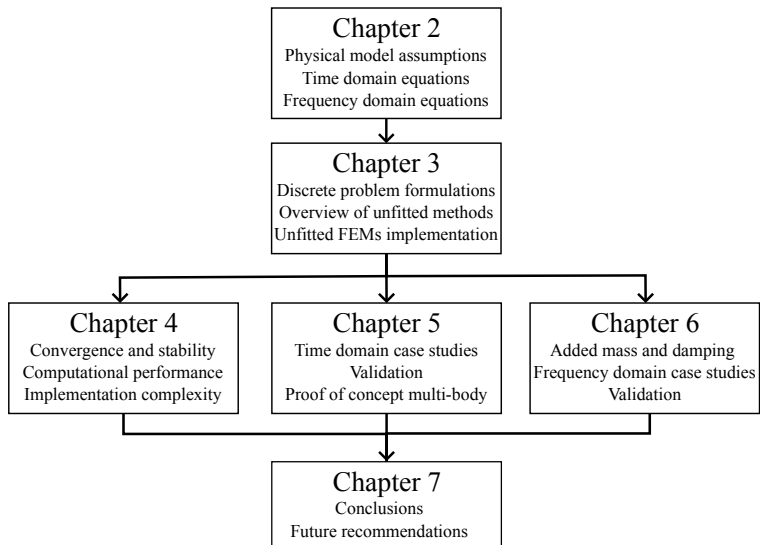 Chapter 2
Physical model assumptions
Time domain equations
Frequency domain equations
Chapter 3
Discrete problem formulations
Overview of unfitted methods
Unfitted FEMs implementation
Chapter 4
Convergence and stability
Computational performance
Implementation complexity
Chapter 5
Time domain case studies
Validation
Proof of concept multi-body
Chapter 6
Added mass and damping
Frequency domain case studies
Validation
Chapter 7
Conclusions
Future recommendations